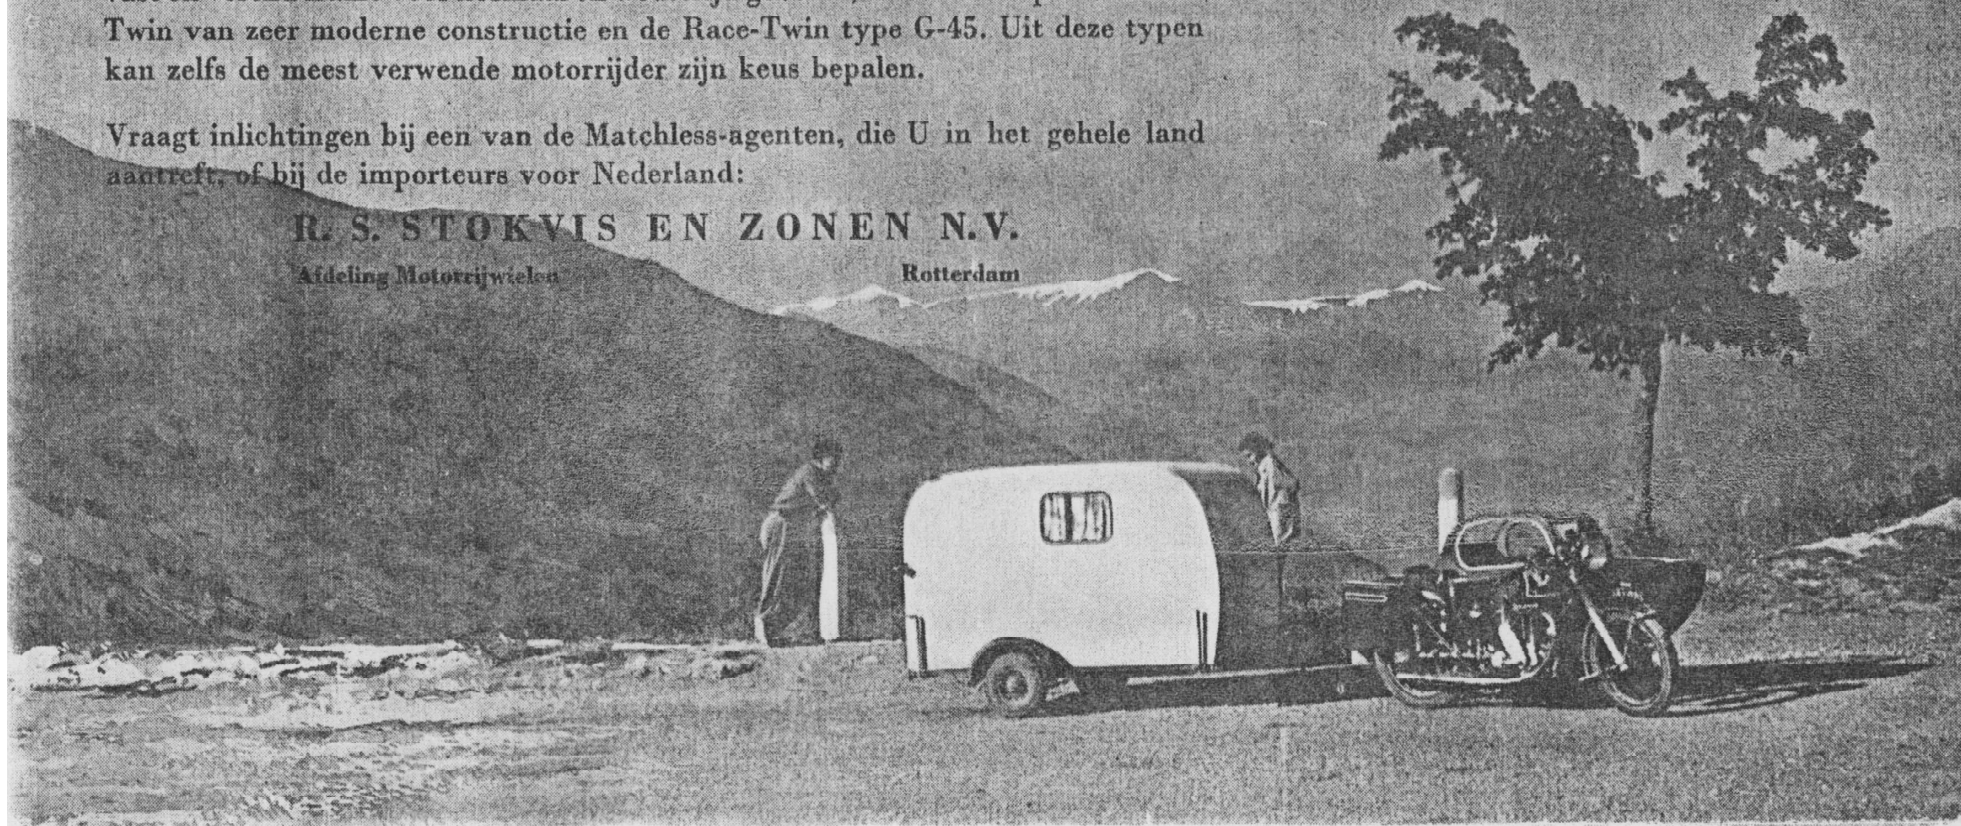 Twin van zeer moderne constructie en de Race-Twin type G-45. Uit deze typen
kan zelfs de meest verwende motorrijder zijn keus bepalen.
Vraagt inlichtingen bij een van de Matchless-agenten, die U in het gehele land
aantreft, of bij de importeurs voor Nederland:
R. S. STOKVIS EN ZONEN N.V.
Afdeling Motorrijwielen Rotterdam